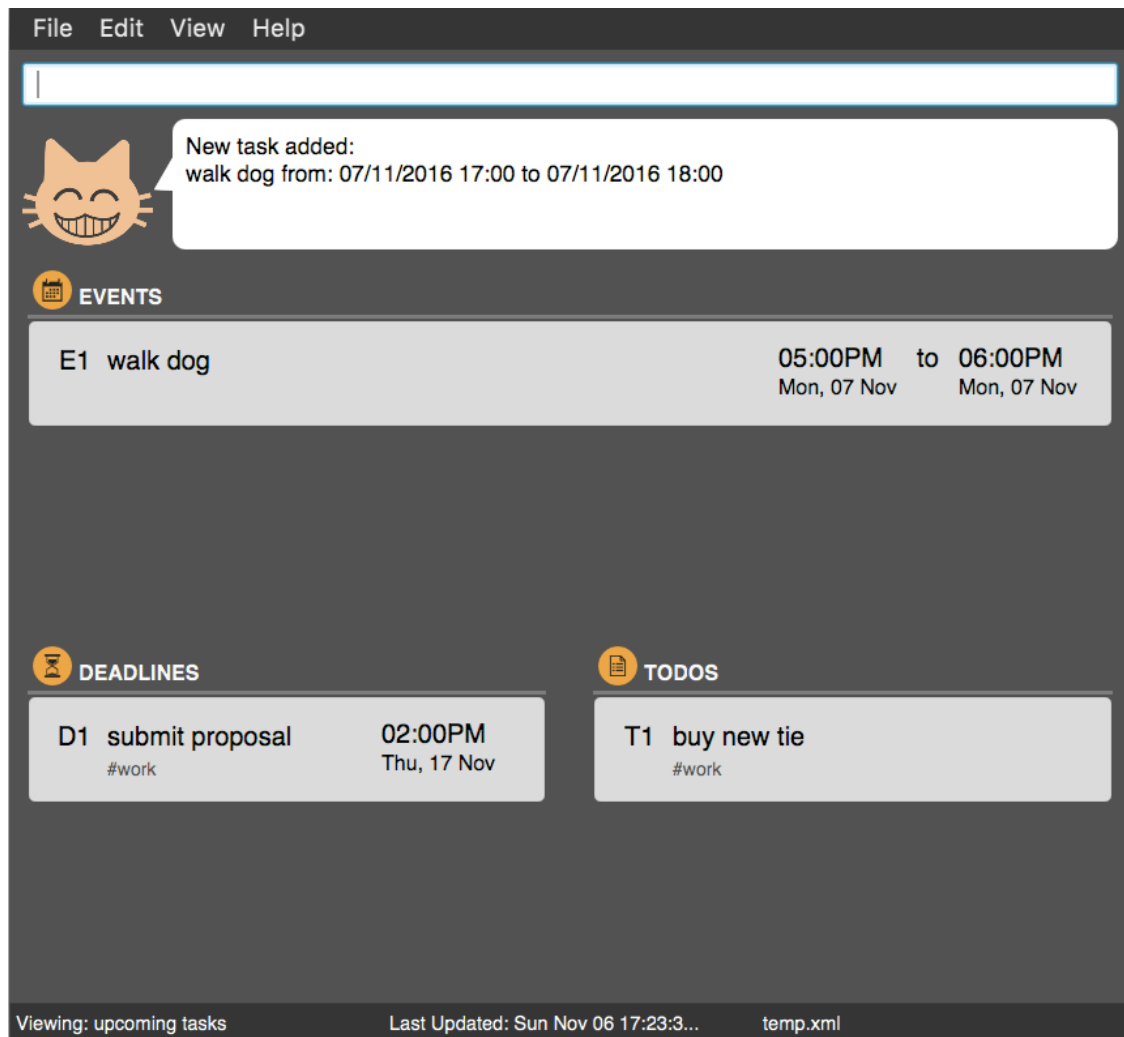 File Edit View Help
New task added:
walk dog from: 07/11/2016 17:00 to 07/11/2016 18:00
EVENTS
E1 walk dog 05:00PM to 06:00PM
Mon, 07 Nov Mon, 07 Nov
DEADLINES TODOS
D1 submit proposal 02:00PM T1 buy new tie
#work Thu, 17 Nov #work
Viewing: upcoming tasks Last Updated: Sun Nov 06 17:23:3... temp.xml